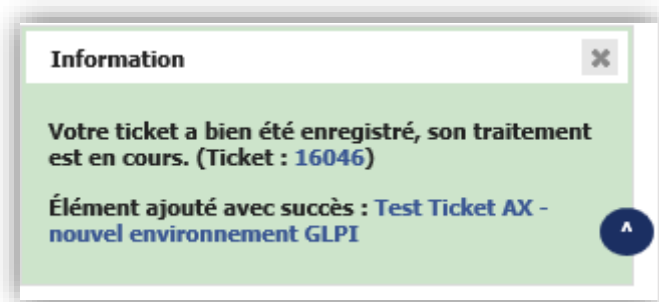 Information
Votre ticket a bien été enregistré, son traitement
est en cours. (Ticket : 16046)
Élément ajouté avec succès : Test Ticket AX -
nouvel environnement GLPI